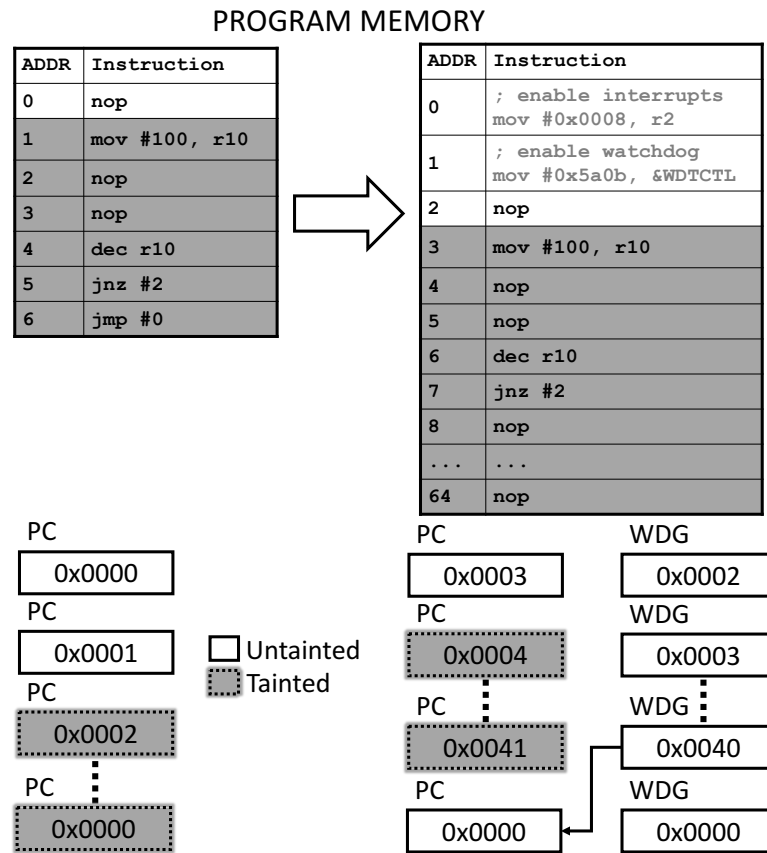 PROGRAM MEMORY
ADDR Instruction
0 nop
1 mov #100, r10
2 nop
3 nop
4 dec r10
5 jnz #2
6 jmp #0
ADDR Instruction
0 ; enable interrupts
mov #0x0008, r2
1 ; enable watchdog
mov #0x5a0b, &WDTCTL
2 nop
3 mov #100, r10
4 nop
5 nop
6 dec r10
7 jnz #2
8 nop
... ...
64 nop
PC
0x0000
PC
0x0001
PC
0x0002
PC
0x0000
Untainted
Tainted
PC WDG
0x0003 0x0002
PC WDG
0x0004 0x0003
PC WDG
0x0041 0x0040
PC WDG
0x0000 0x0000